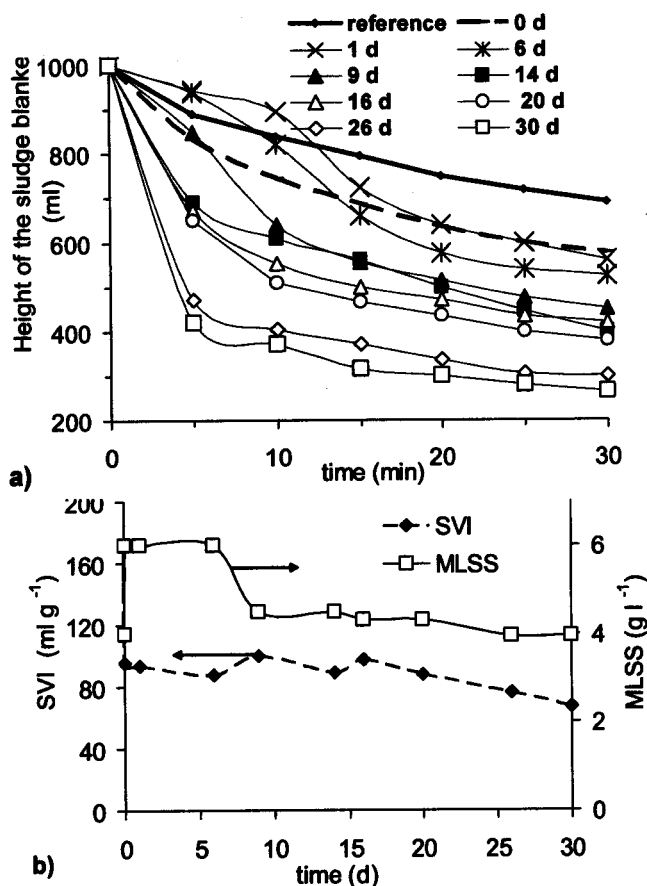 reference 0 d
1 d 6 d
9 d 14 d
16 d 20 d
26 d 30 d
Height of the sludge blanke
(ml)
1000
800
600
400
200
0 10 20 30
time (min)
a)
SVI
MLSS
SVI (ml g⁻¹)
200
160
120
80
40
0
MLSS (g l⁻¹)
6
4
2
0
0 5 10 15 20 25 30
time (d)
b)